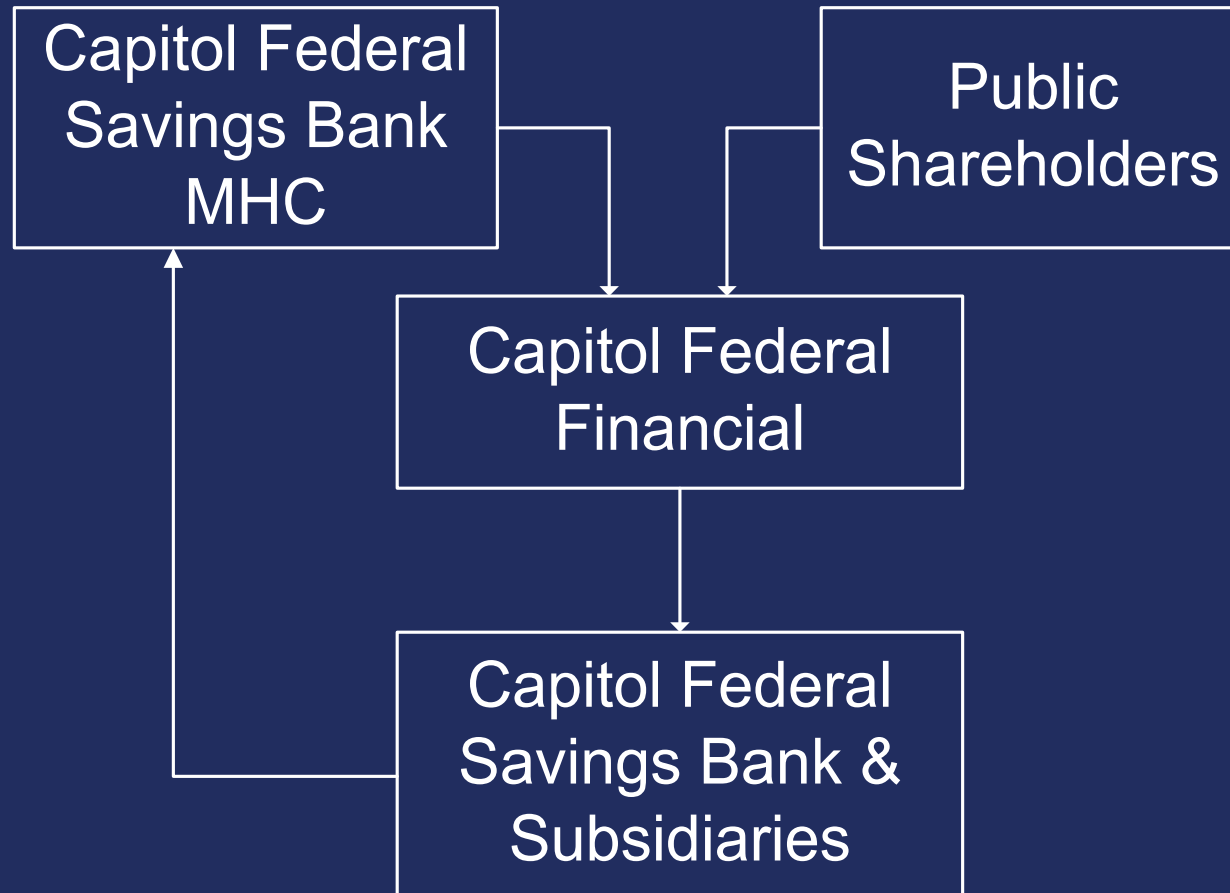 Capitol Federal
Savings Bank
MHC
Public
Shareholders
Capitol Federal
Financial
Capitol Federal
Savings Bank &
Subsidiaries